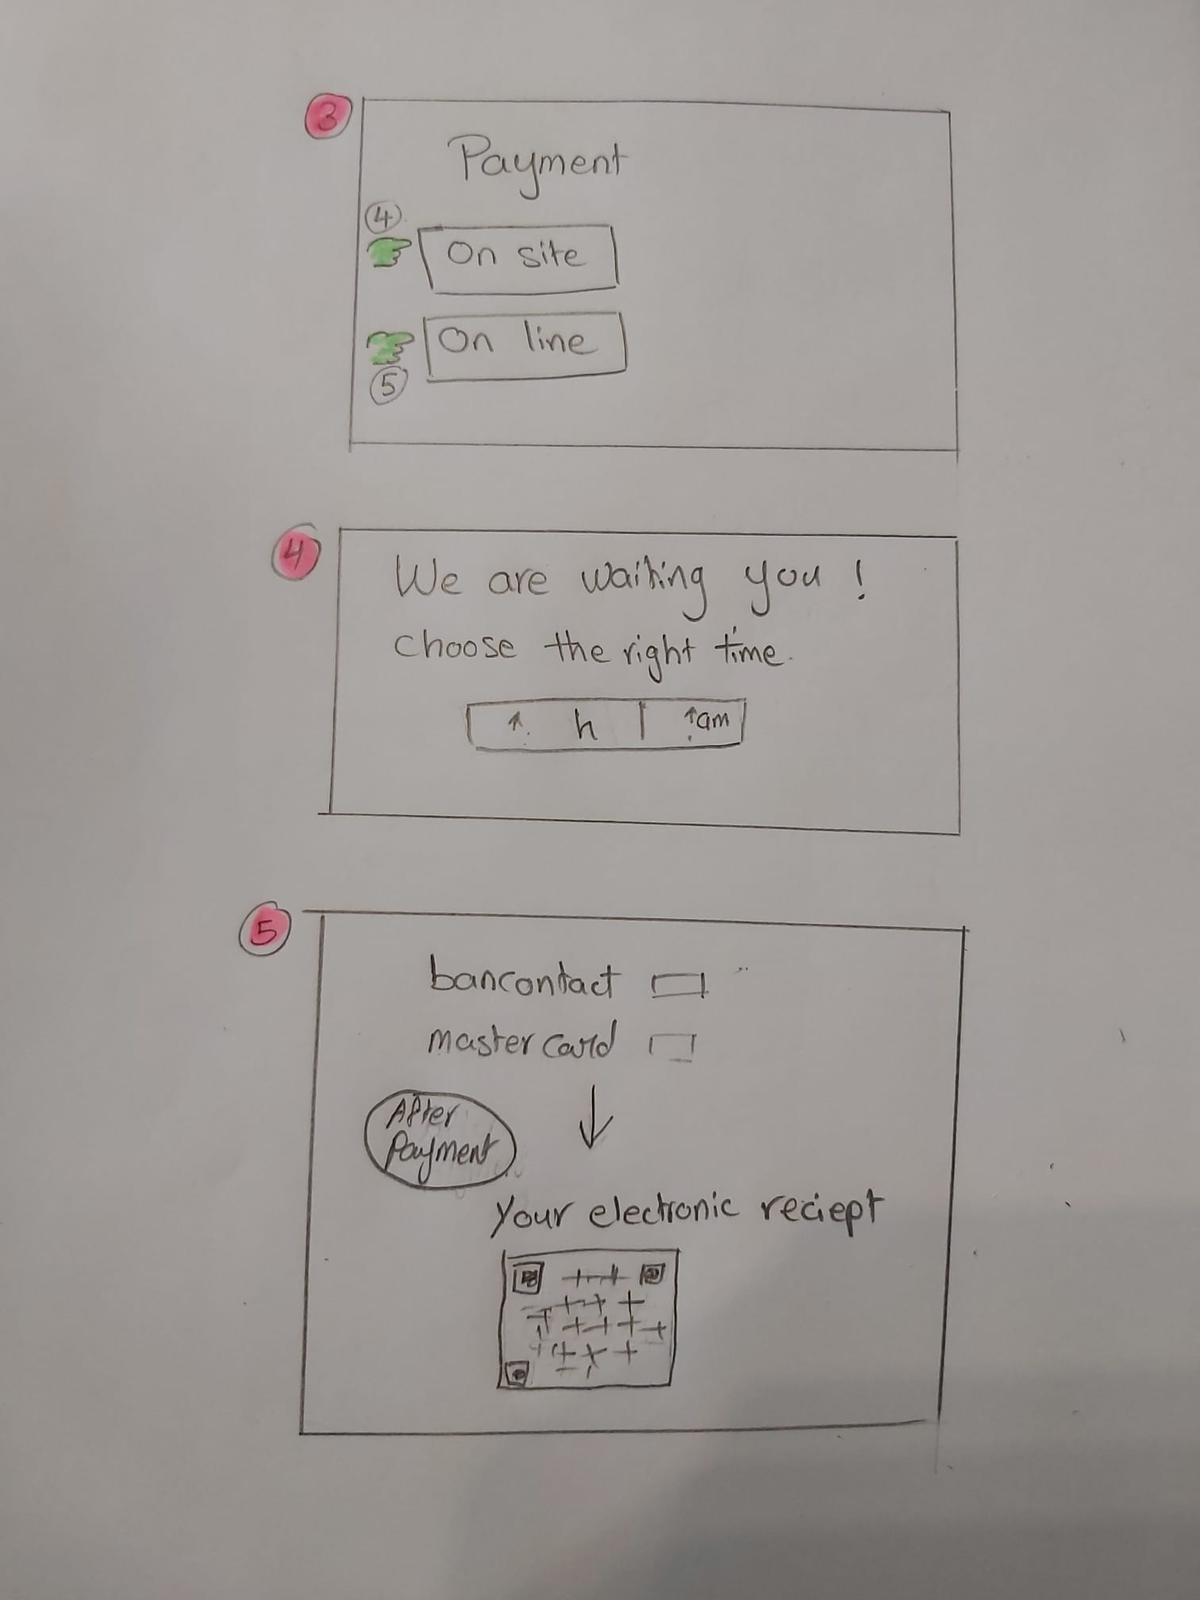 3
Payment
4
On site
On line
5
4
We are waiting you !
choose the right time.
h am
5
bancontact
master card
After
Payment
Your electronic reciept